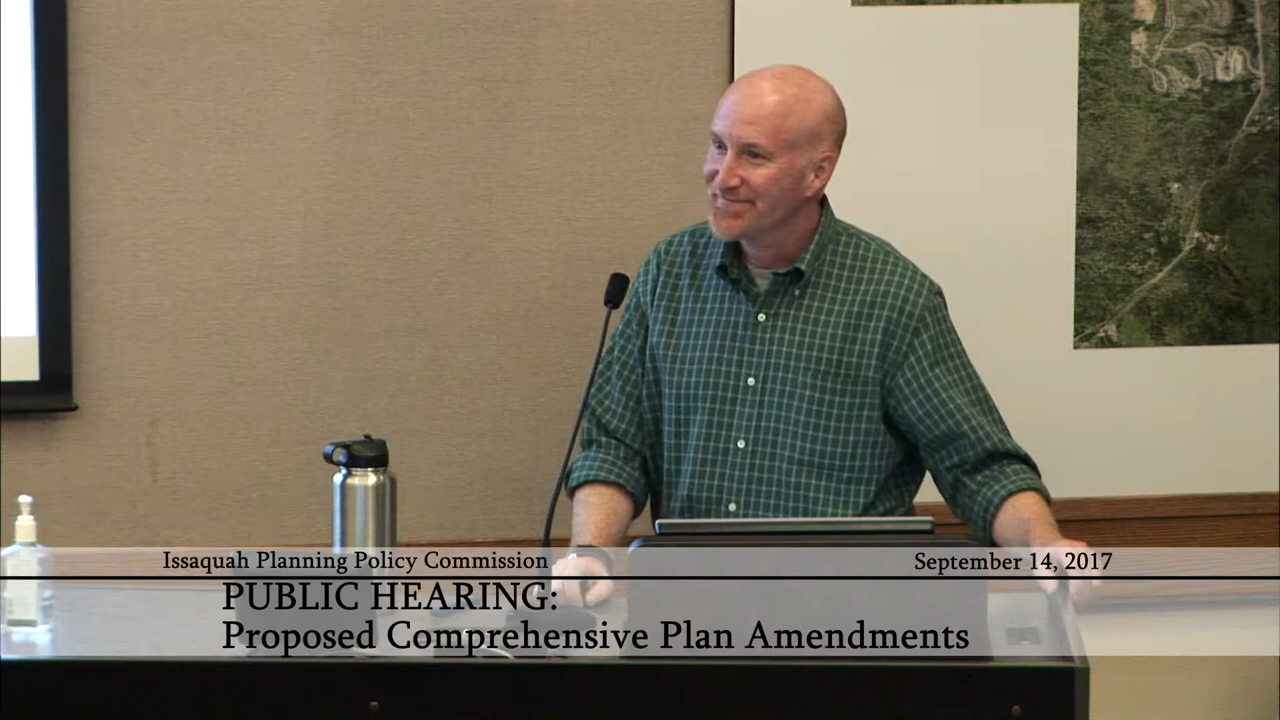 Issaquah Planning Policy Commission
September 14, 2017
PUBLIC HEARING:
Proposed Comprehensive Plan Amendments